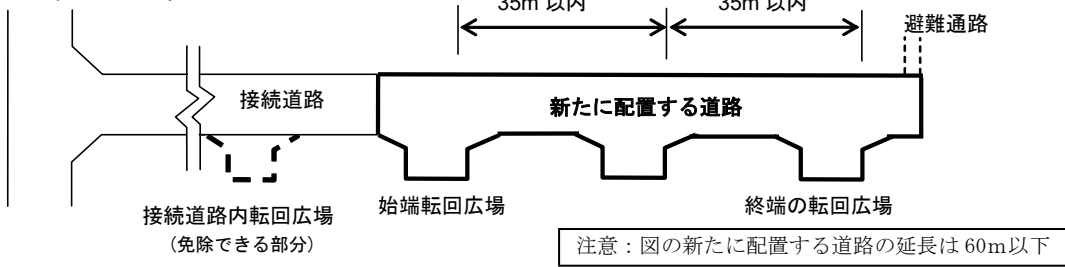 35m 以内
35m 以内
避難通路
接続道路
新たに配置する道路
接続道路内転回広場
(免除できる部分)
始端転回広場
終端の転回広場
注意：図の新たに配置する道路の延長は 60m以下